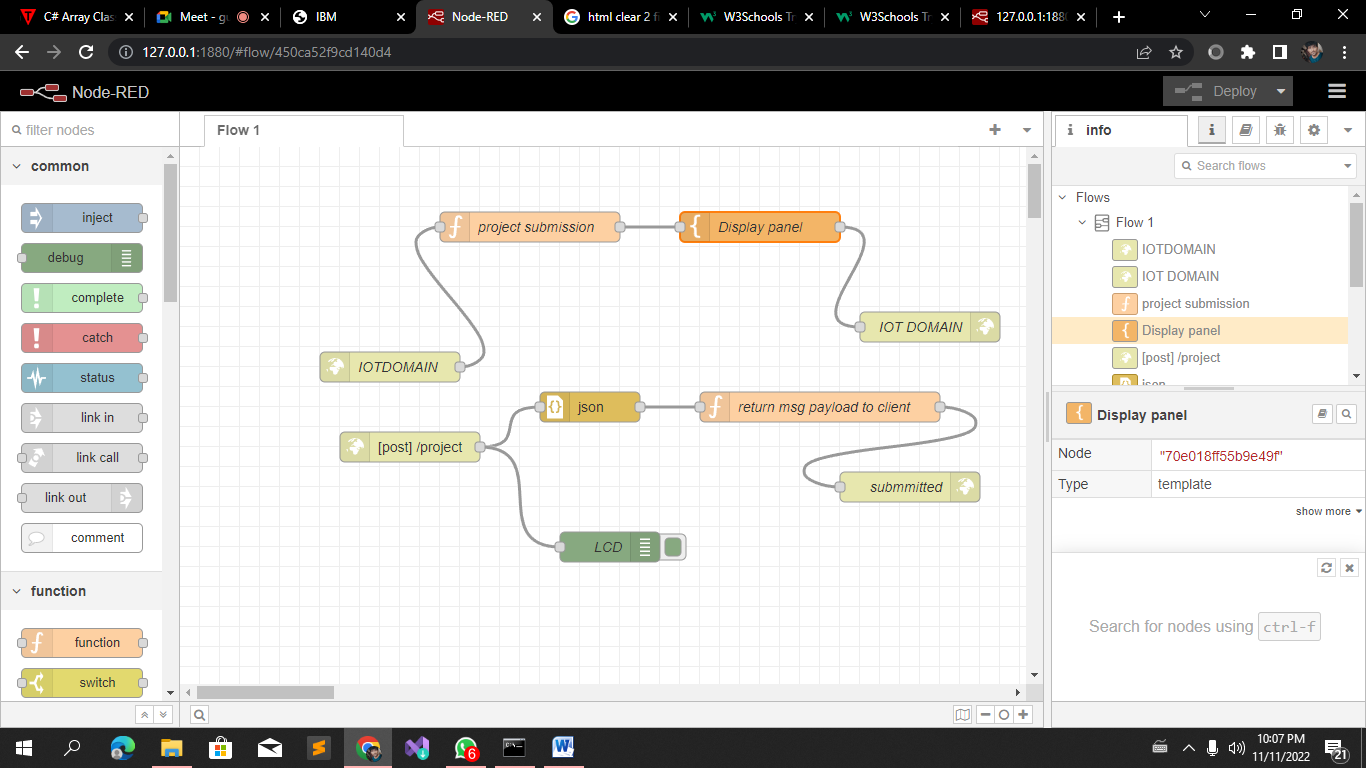 C# Array Clas
Meet - gu
IBM
Node-RED
html clear 2 fi
W3Schools Tr
W3Schools Tr
127.0.0.1:1880
127.0.0.1:1880/#flow/450ca52f9cd140d4
Node-RED
Deploy
filter nodes
Flow 1
info
Search flows
common
inject
debug
complete
catch
status
link in
link call
link out
comment
function
function
switch
project submission
Display panel
IOT DOMAIN
IOTDOMAIN
json
return msg payload to client
[post] /project
submmitted
LCD
Flows
Flow 1
IOTDOMAIN
IOT DOMAIN
project submission
Display panel
[post] /project
json
Display panel
Node "70e018ff55b9e49f"
Type template
show more
Search for nodes using ctrl-f
6
10:07 PM
11/11/2022
21